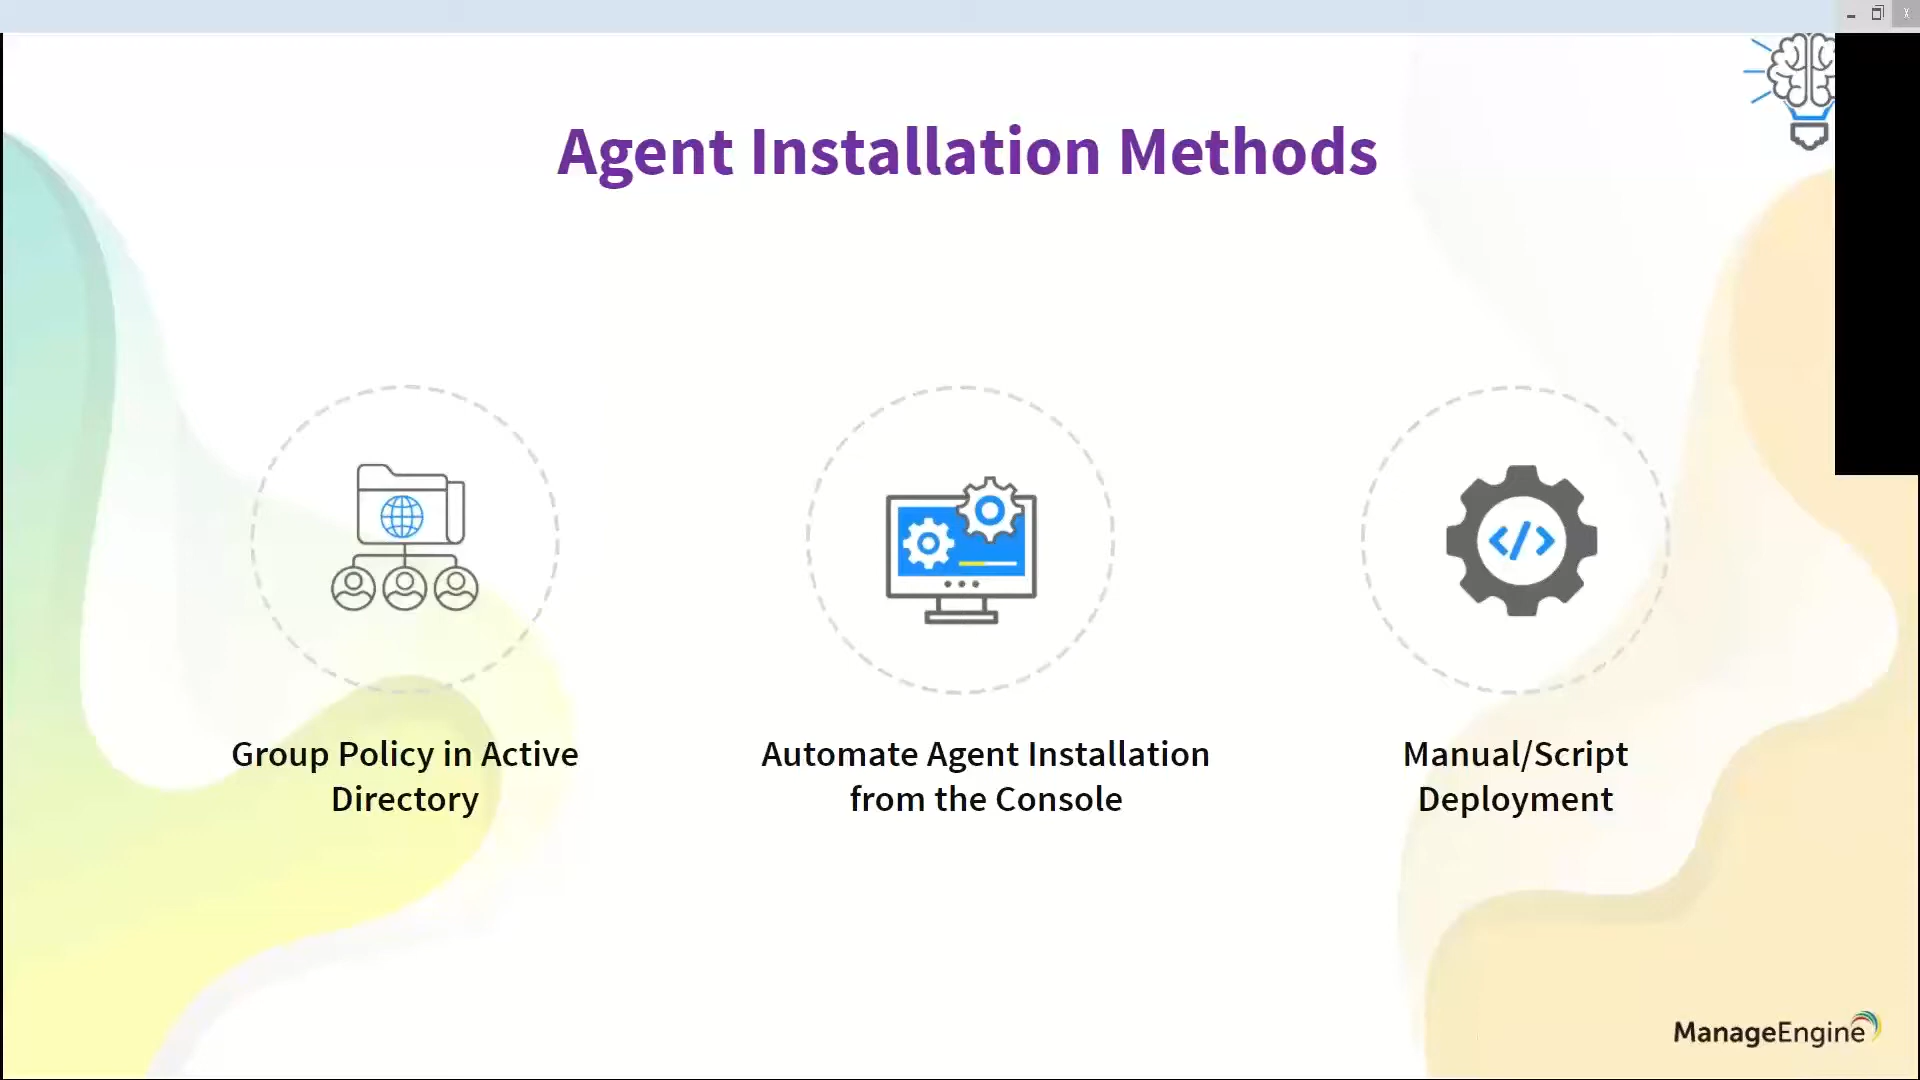 Agent Installation Methods
</>
Group Policy in Active
Directory
Automate Agent Installation
from the Console
Manual/Script
Deployment
ManageEngine